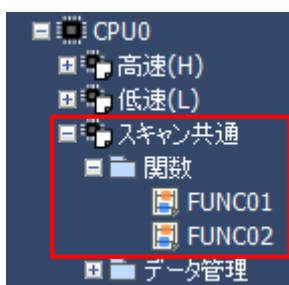 CPU0
高速(H)
低速(L)
スキャン共通
関数
FUNC01
FUNC02
データ管理